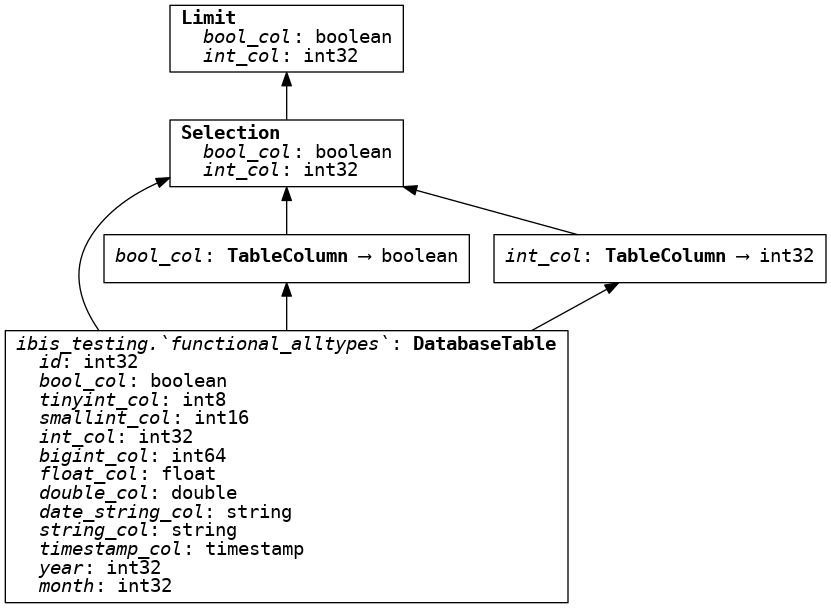 Limit
bool_col: boolean
int_col: int32
Selection
bool_col: boolean
int_col: int32
bool_col: TableColumn → boolean
int_col: TableColumn → int32
ibis_testing.`functional_alltypes`: DatabaseTable
id: int32
bool_col: boolean
tinyint_col: int8
smallint_col: int16
int_col: int32
bigint_col: int64
float_col: float
double_col: double
date_string_col: string
string_col: string
timestamp_col: timestamp
year: int32
month: int32